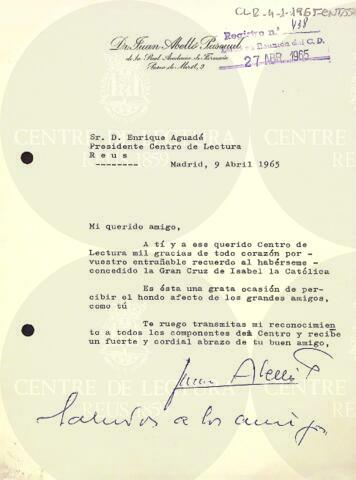 CLR-4-1-1965
Registro n.º 438
Reunión del C.D.
27 ABR. 1965
Dr. Juan Abelló Pascual
de la Real Academia de Farmacia
Paseo de Martí, 9
Sr. D. Enrique Aguadé
Presidente Centro de Lectura
R e u s
--------
Madrid, 9 Abril 1965
CENTRE DE LECTURA
REUS 1859
Mi querido amigo,
A tí y a ese querido Centro de
Lectura mil gracias de todo corazón por -
vuestro entrañable recuerdo al habérseme -
concedido la Gran Cruz de Isabel la Católica
Es ésta una grata ocasión de per-
cibir el hondo afecto de los grandes amigos,
como tú
Te ruego transmitas mi reconocimien
to a todos los componentes del Centro y recibe
un fuerte y cordial abrazo de tu buen amigo,
Juan Abelló
CENTRE DE LECTURA
REUS 1859
Saludos a los amigos